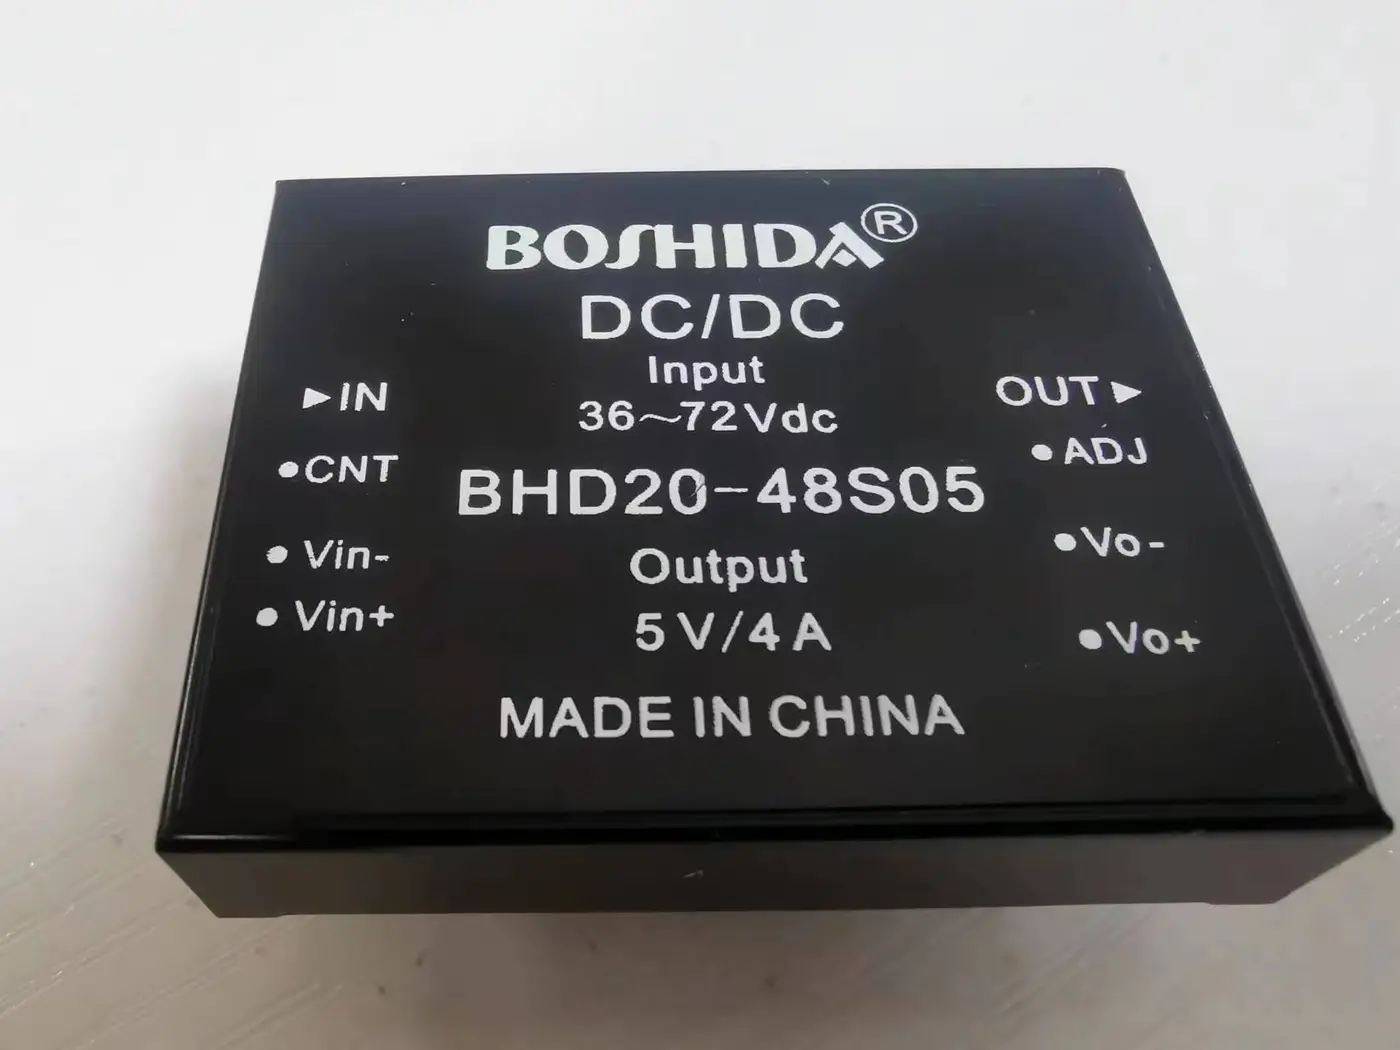 BOSHIDA®
DC/DC
Input
36~72Vdc
BHD20-48S05
Output
5V/4A
MADE IN CHINA
►IN
•CNT
• Vin-
• Vin+
OUT►
•ADJ
•Vo-
•Vo+